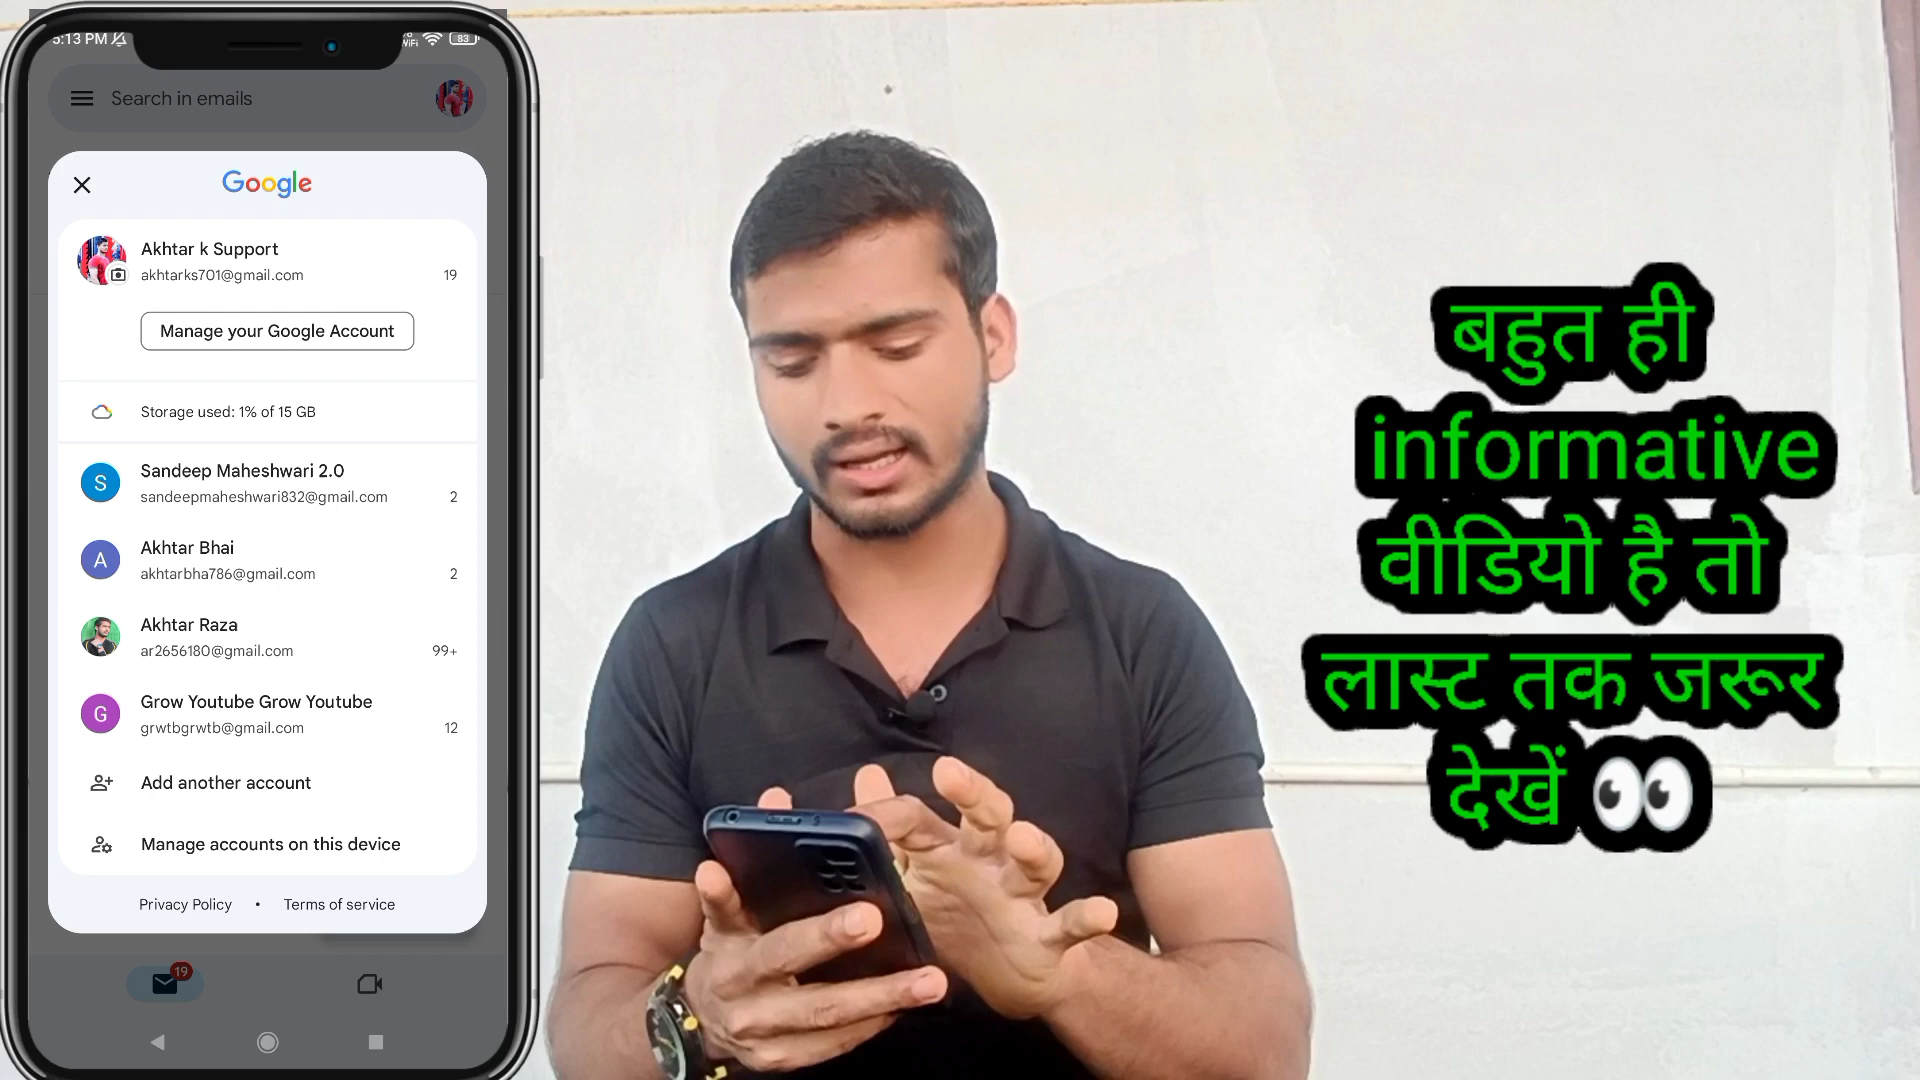 5:13 PM
WiFi
83
Search in emails
Google
Akhtar k Support
akhtarks701@gmail.com
19
Manage your Google Account
Storage used: 1% of 15 GB
S
Sandeep Maheshwari 2.0
sandeepmaheshwari832@gmail.com
2
A
Akhtar Bhai
akhtarbha786@gmail.com
2
Akhtar Raza
ar2656180@gmail.com
99+
G
Grow Youtube Grow Youtube
grwtbgrwtb@gmail.com
12
Add another account
Manage accounts on this device
Privacy Policy • Terms of service
19
बहुत ही
informative
वीडियो है तो
लास्ट तक जरूर
देखें 👀